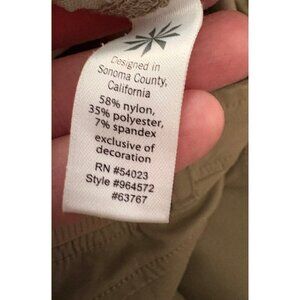 Designed in
Sonoma County,
California
58% nylon,
35% polyester,
7% spandex
exclusive of
decoration
RN #54023
Style #964572
#63767